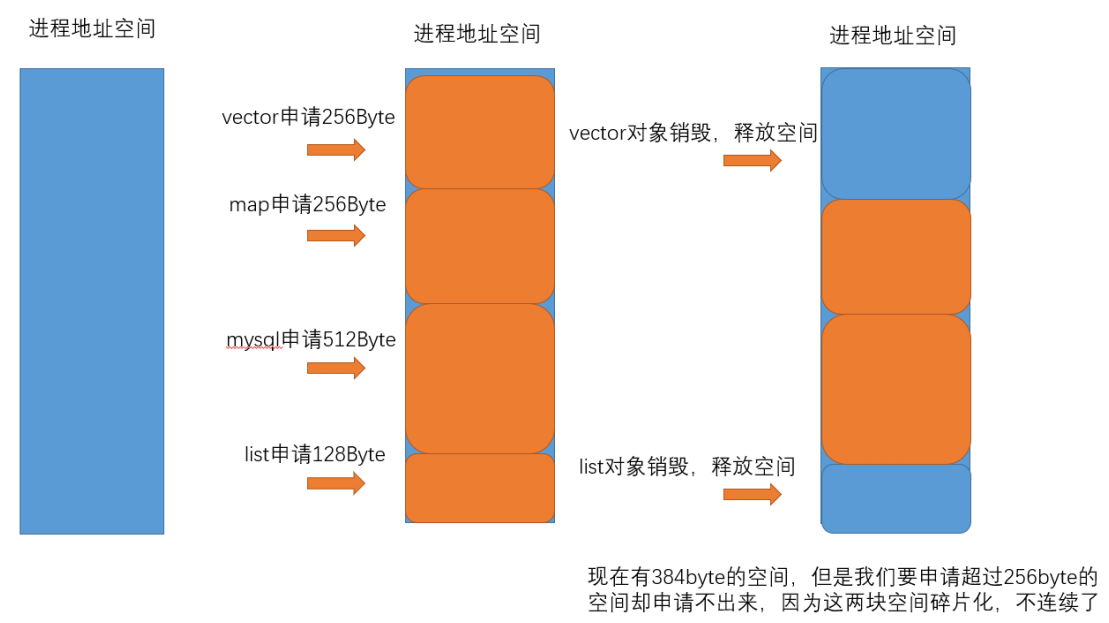 进程地址空间
进程地址空间
进程地址空间
vector申请256Byte
map申请256Byte
mysql申请512Byte
list申请128Byte
vector对象销毁，释放空间
list对象销毁，释放空间
现在有384byte的空间，但是我们要申请超过256byte的
空间却申请不出来，因为这两块空间碎片化，不连续了